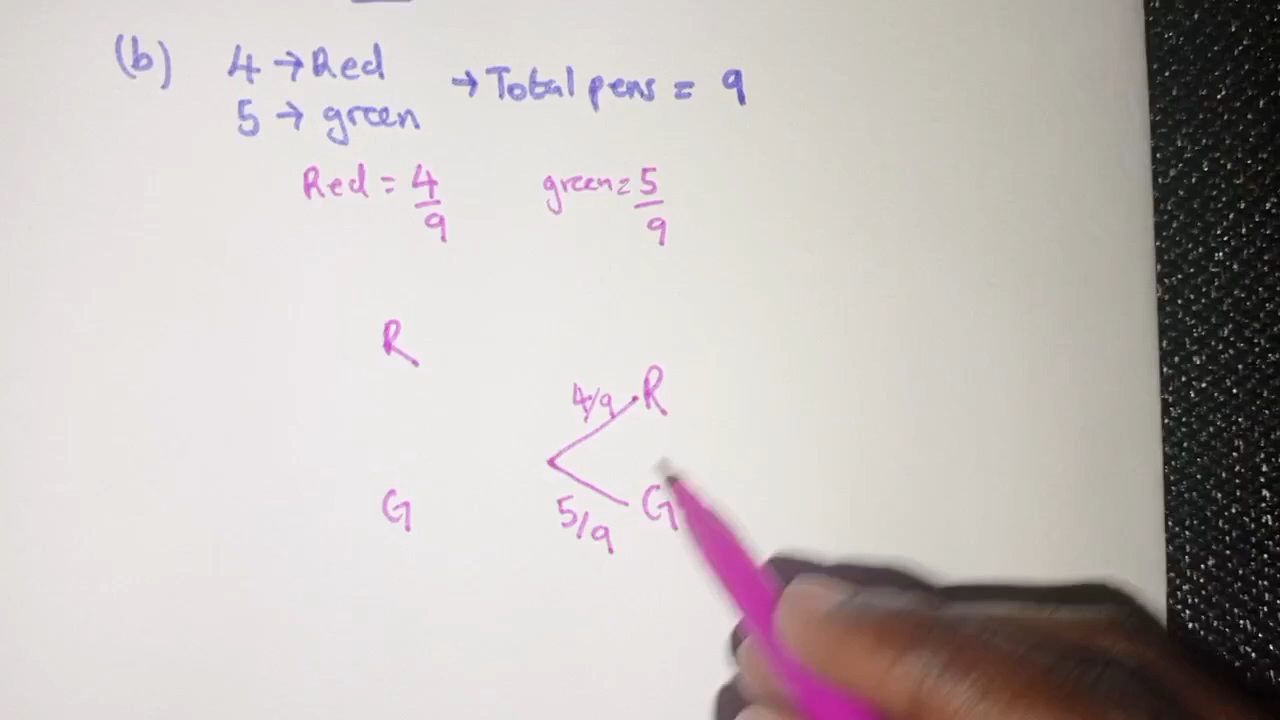 (b) 4 → Red → Total pens = 9
5 → green
Red = 4/9 green = 5/9
R
4/9 R
G 5/9 G